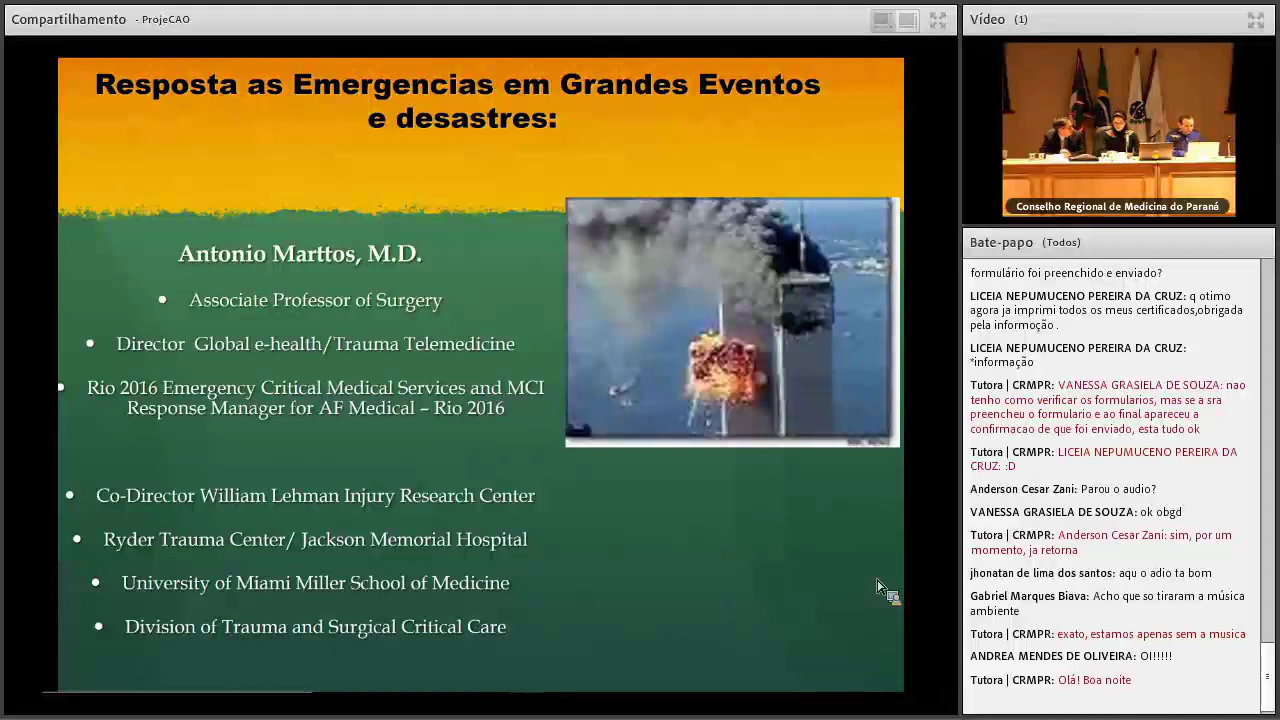 Compartilhamento - ProjeCAO
Resposta as Emergencias em Grandes Eventos
e desastres:
Antonio Marttos, M.D.
• Associate Professor of Surgery
• Director Global e-health/Trauma Telemedicine
• Rio 2016 Emergency Critical Medical Services and MCI
Response Manager for AF Medical – Rio 2016
• Co-Director William Lehman Injury Research Center
• Ryder Trauma Center/ Jackson Memorial Hospital
• University of Miami Miller School of Medicine
• Division of Trauma and Surgical Critical Care
Vídeo (1)
Conselho Regional de Medicina do Paraná
Bate-papo (Todos)
formulário foi preenchido e enviado?
LICEIA NEPUMUCENO PEREIRA DA CRUZ: q otimo
agora ja imprimi todos os meus certificados,obrigada
pela informoção .
LICEIA NEPUMUCENO PEREIRA DA CRUZ:
*informação
Tutora | CRMPR: VANESSA GRASIELA DE SOUZA: nao
tenho como verificar os formularios, mas se a sra
preencheu o formulario e ao final apareceu a
confirmacao de que foi enviado, esta tudo ok
Tutora | CRMPR: LICEIA NEPUMUCENO PEREIRA DA
CRUZ: :D
Anderson Cesar Zani: Parou o audio?
VANESSA GRASIELA DE SOUZA: ok obgd
Tutora | CRMPR: Anderson Cesar Zani: sim, por um
momento, ja retorna
jhonatan de lima dos santos: aqu o adio ta bom
Gabriel Marques Biava: Acho que so tiraram a música
ambiente
Tutora | CRMPR: exato, estamos apenas sem a musica
ANDREA MENDES DE OLIVEIRA: OI!!!!!
Tutora | CRMPR: Olá! Boa noite